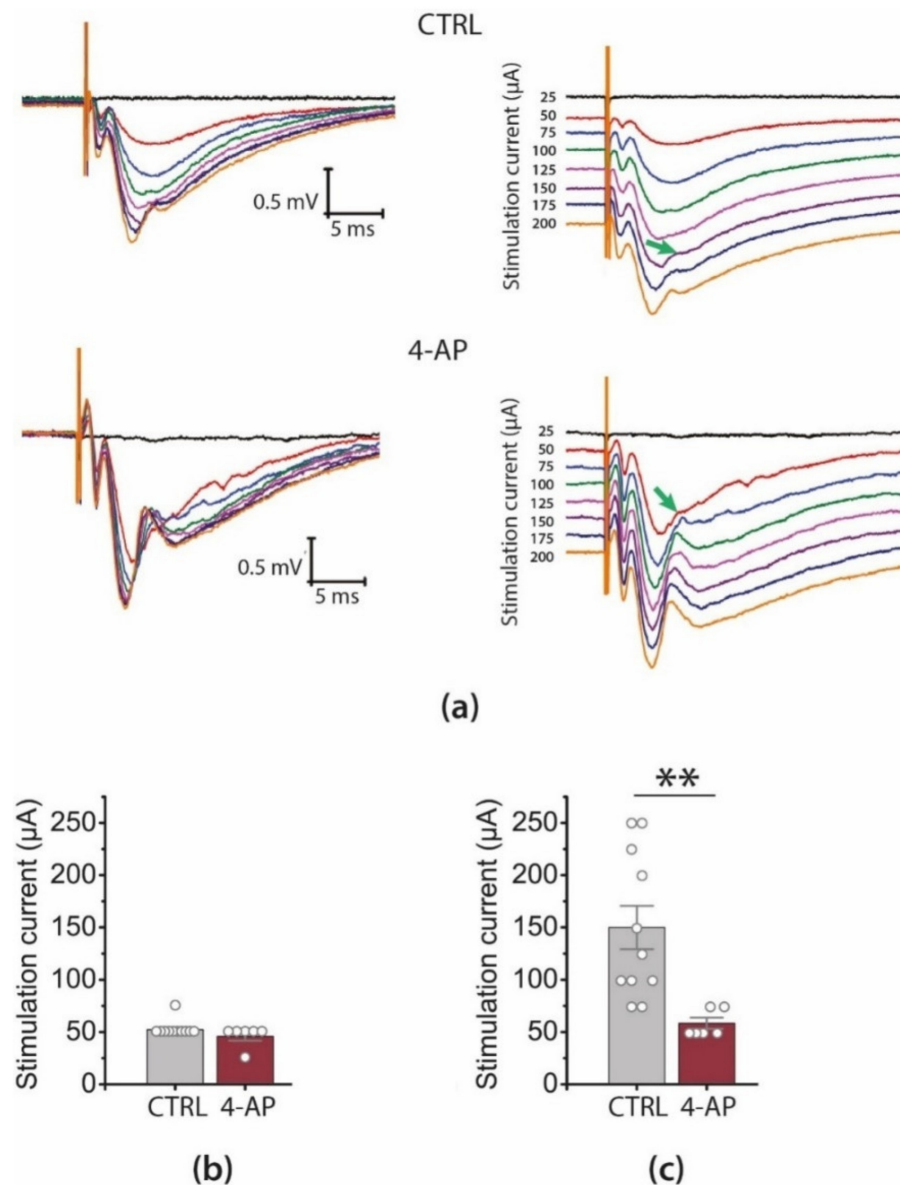 CTRL
0.5 mV
5 ms
Stimulation current (µA)
25
50
75
100
125
150
175
200
4-AP
0.5 mV
5 ms
Stimulation current (µA)
25
50
75
100
125
150
175
200
(a)
Stimulation current (µA)
250
200
150
100
50
0
CTRL 4-AP
(b)
**
Stimulation current (µA)
250
200
150
100
50
0
CTRL 4-AP
(c)